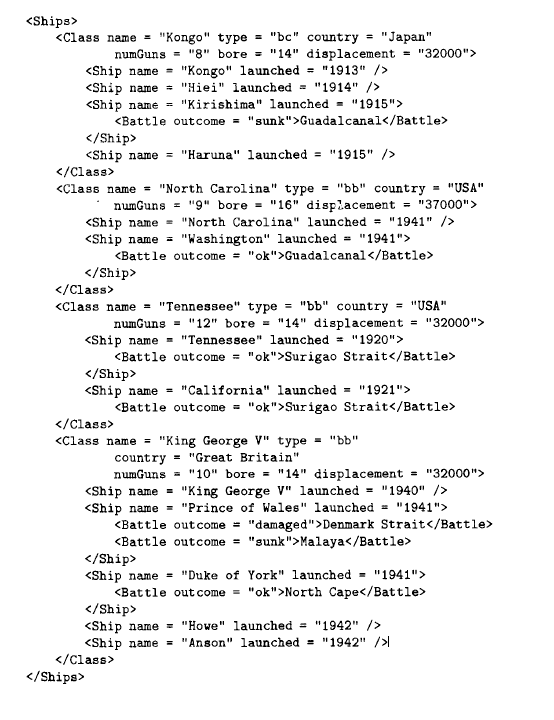 <Ships>
    <Class name = "Kongo" type = "bc" country = "Japan"
            numGuns = "8" bore = "14" displacement = "32000">
        <Ship name = "Kongo" launched = "1913" />
        <Ship name = "Hiei" launched = "1914" />
        <Ship name = "Kirishima" launched = "1915">
            <Battle outcome = "sunk">Guadalcanal</Battle>
        </Ship>
        <Ship name = "Haruna" launched = "1915" />
    </Class>
    <Class name = "North Carolina" type = "bb" country = "USA"
            numGuns = "9" bore = "16" displacement = "37000">
        <Ship name = "North Carolina" launched = "1941" />
        <Ship name = "Washington" launched = "1941">
            <Battle outcome = "ok">Guadalcanal</Battle>
        </Ship>
    </Class>
    <Class name = "Tennessee" type = "bb" country = "USA"
            numGuns = "12" bore = "14" displacement = "32000">
        <Ship name = "Tennessee" launched = "1920">
            <Battle outcome = "ok">Surigao Strait</Battle>
        </Ship>
        <Ship name = "California" launched = "1921">
            <Battle outcome = "ok">Surigao Strait</Battle>
    </Class>
    <Class name = "King George V" type = "bb"
            country = "Great Britain"
            numGuns = "10" bore = "14" displacement = "32000">
        <Ship name = "King George V" launched = "1940" />
        <Ship name = "Prince of Wales" launched = "1941">
            <Battle outcome = "damaged">Denmark Strait</Battle>
            <Battle outcome = "sunk">Malaya</Battle>
        </Ship>
        <Ship name = "Duke of York" launched = "1941">
            <Battle outcome = "ok">North Cape</Battle>
        </Ship>
        <Ship name = "Howe" launched = "1942" />
        <Ship name = "Anson" launched = "1942" />
    </Class>
</Ships>